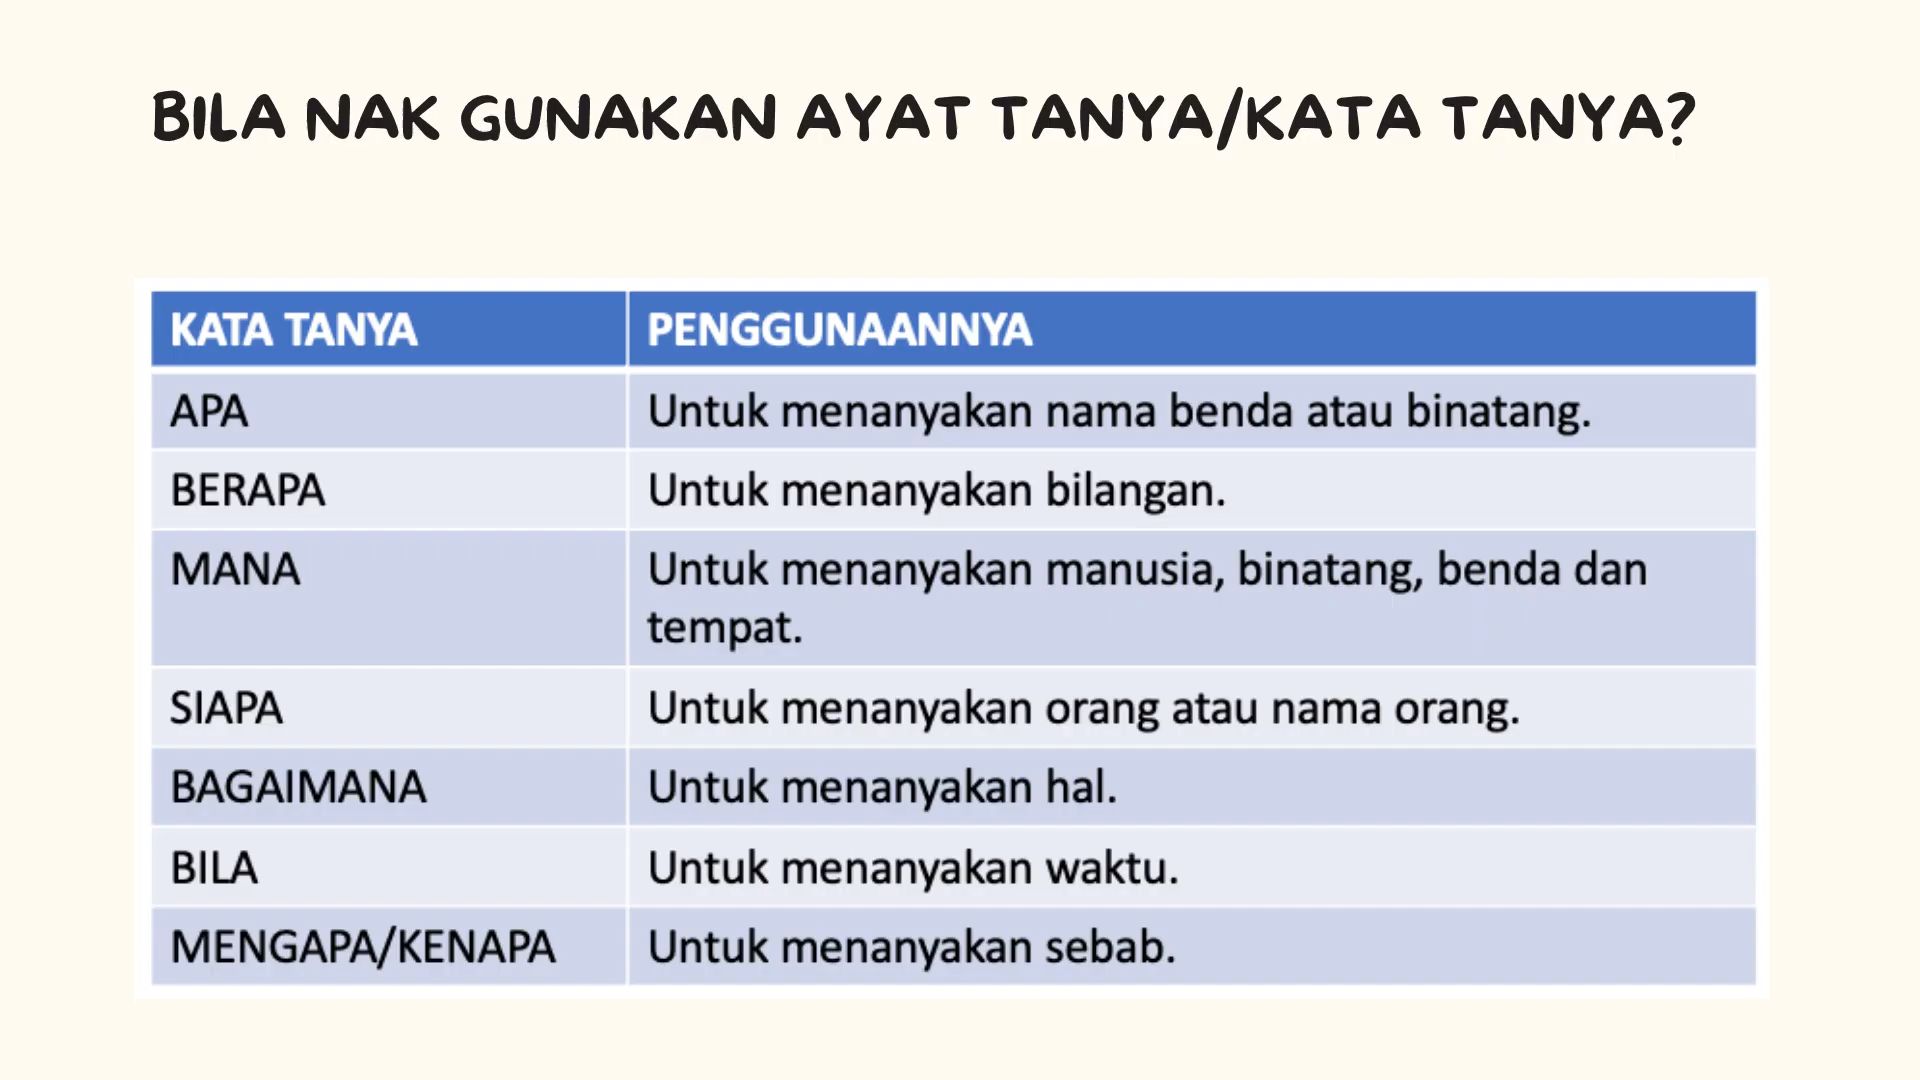 BILA NAK GUNAKAN AYAT TANYA/KATA TANYA?
KATA TANYA PENGGUNAANNYA
APA Untuk menanyakan nama benda atau binatang.
BERAPA Untuk menanyakan bilangan.
MANA Untuk menanyakan manusia, binatang, benda dan
tempat.
SIAPA Untuk menanyakan orang atau nama orang.
BAGAIMANA Untuk menanyakan hal.
BILA Untuk menanyakan waktu.
MENGAPA/KENAPA Untuk menanyakan sebab.